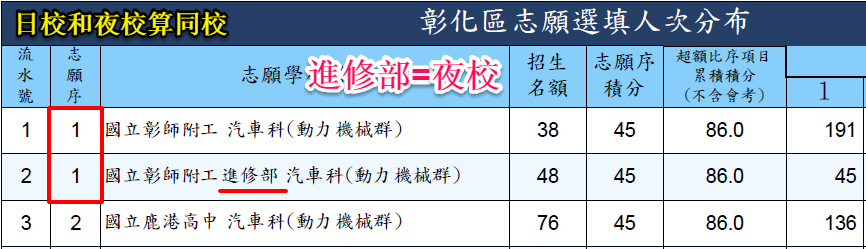 日校和夜校算同校
彰化區志願選填人次分布
流水號
志願序
志願學
進修部=夜校
招生名額
志願序積分
超額比序項目累積積分(不含會考)
1
1 1 國立彰師附工 汽車科(動力機械群) 38 45 86.0 191
2 1 國立彰師附工進修部 汽車科(動力機械群) 48 45 86.0 45
3 2 國立鹿港高中 汽車科(動力機械群) 76 45 86.0 136